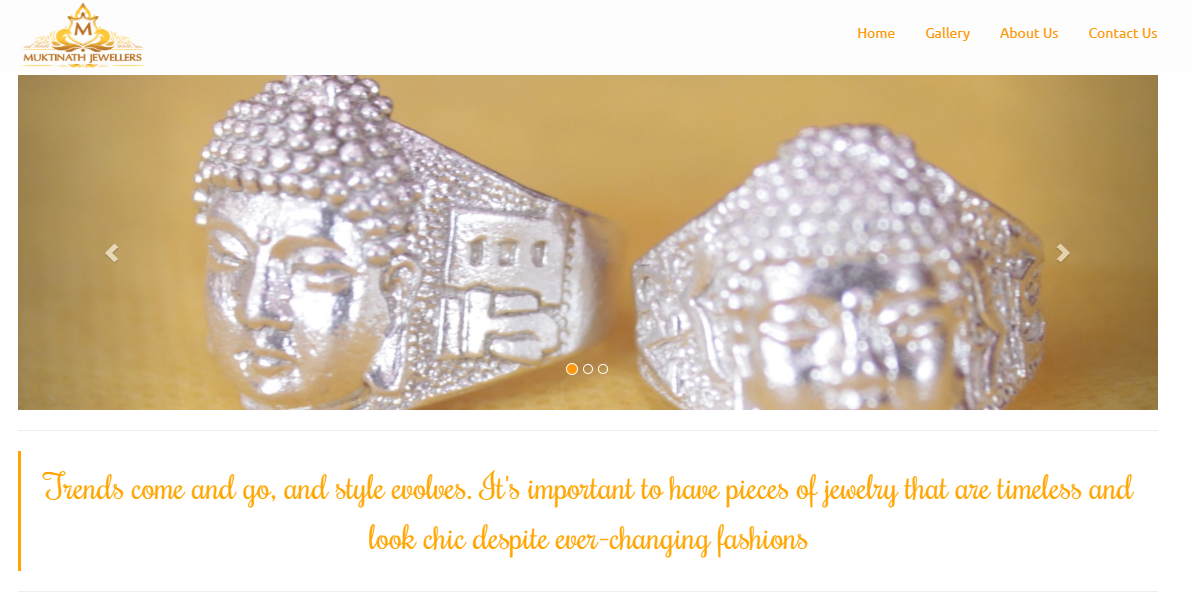 M
MUKTINATH JEWELLERS
Home Gallery About Us Contact Us
Trends come and go, and style evolves. It's important to have pieces of jewelry that are timeless and
look chic despite ever-changing fashions